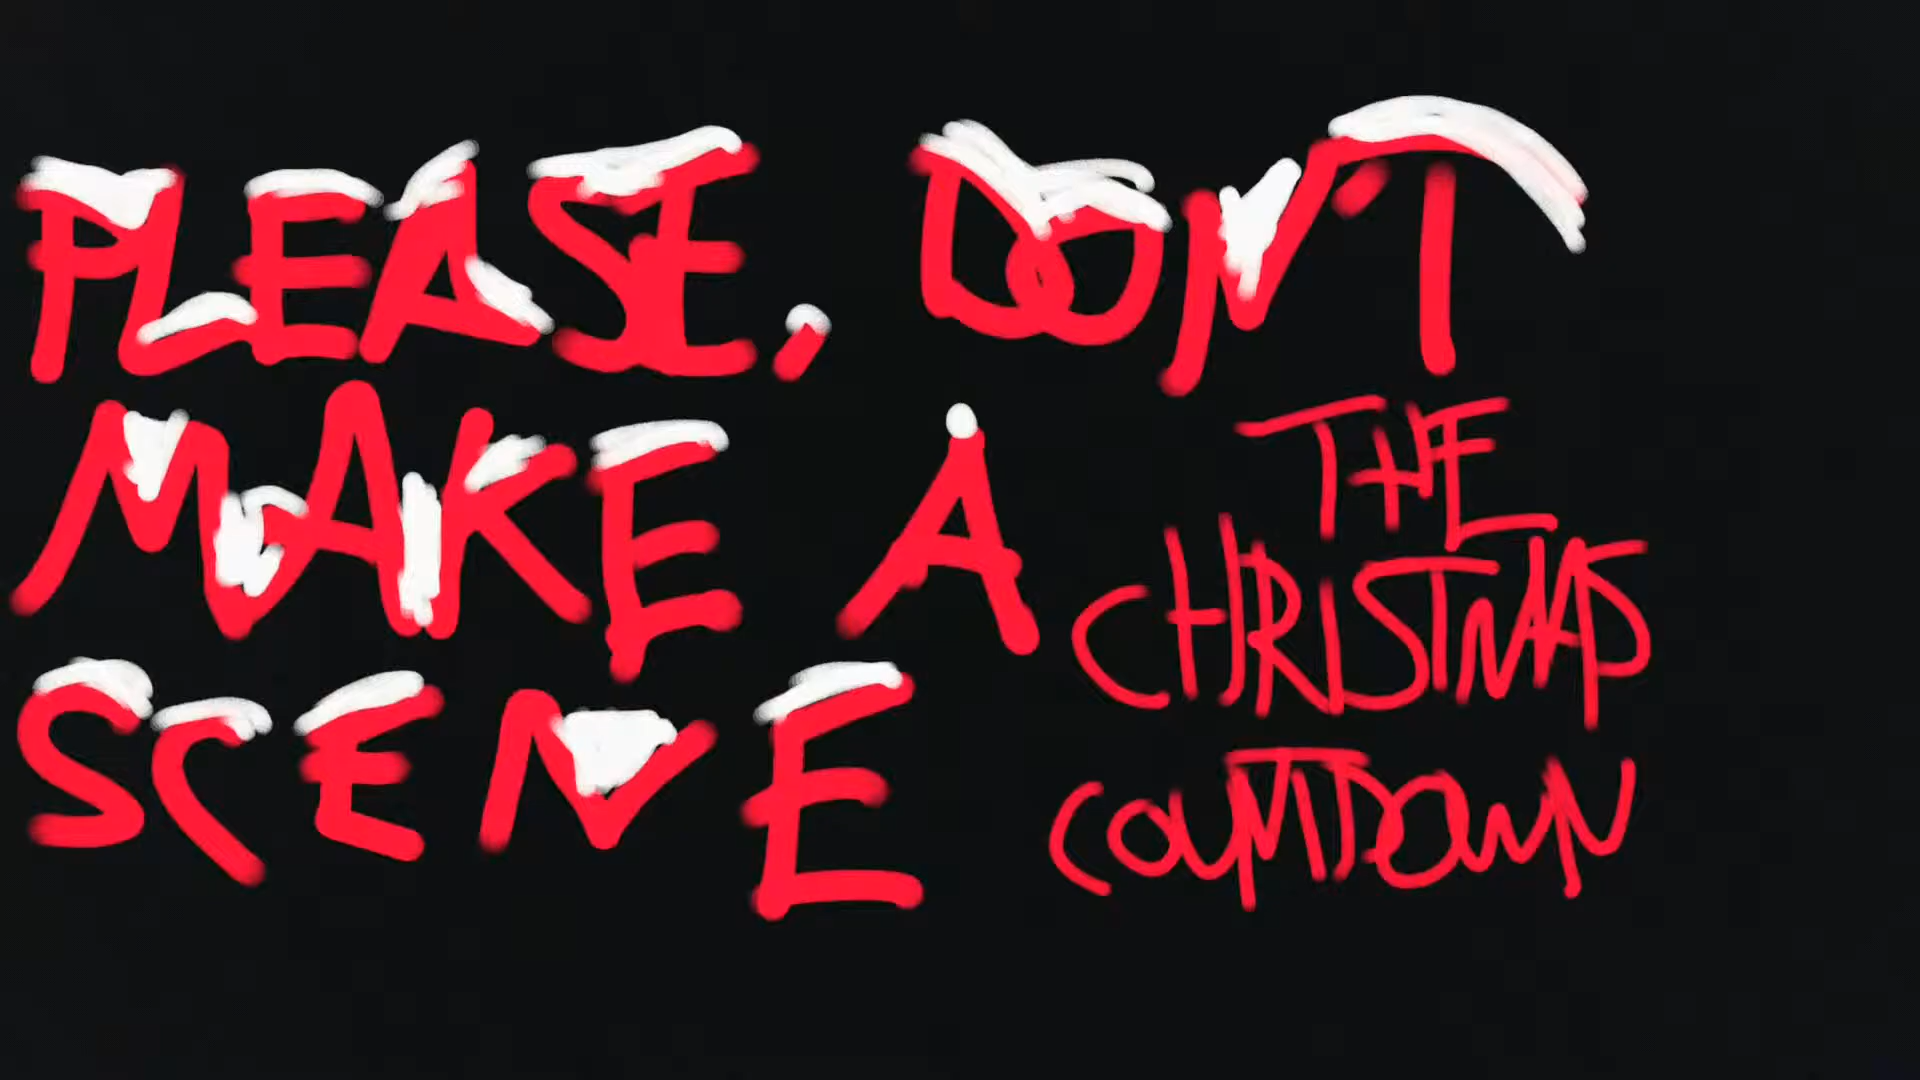 PLEASE, DON'T
MAKE A
SCENE
THE
CHRISTMAS
COUNTDOWN